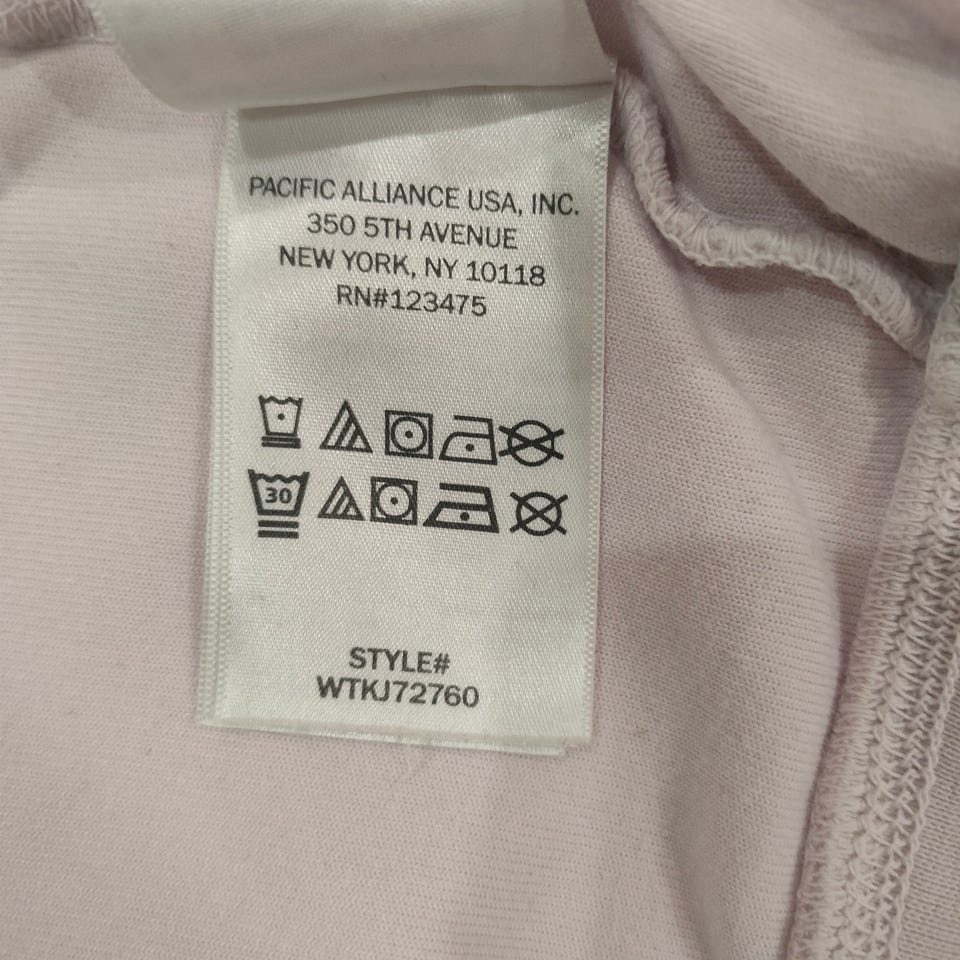 PACIFIC ALLIANCE USA, INC.
350 5TH AVENUE
NEW YORK, NY 10118
RN#123475
30
STYLE#
WTKJ72760